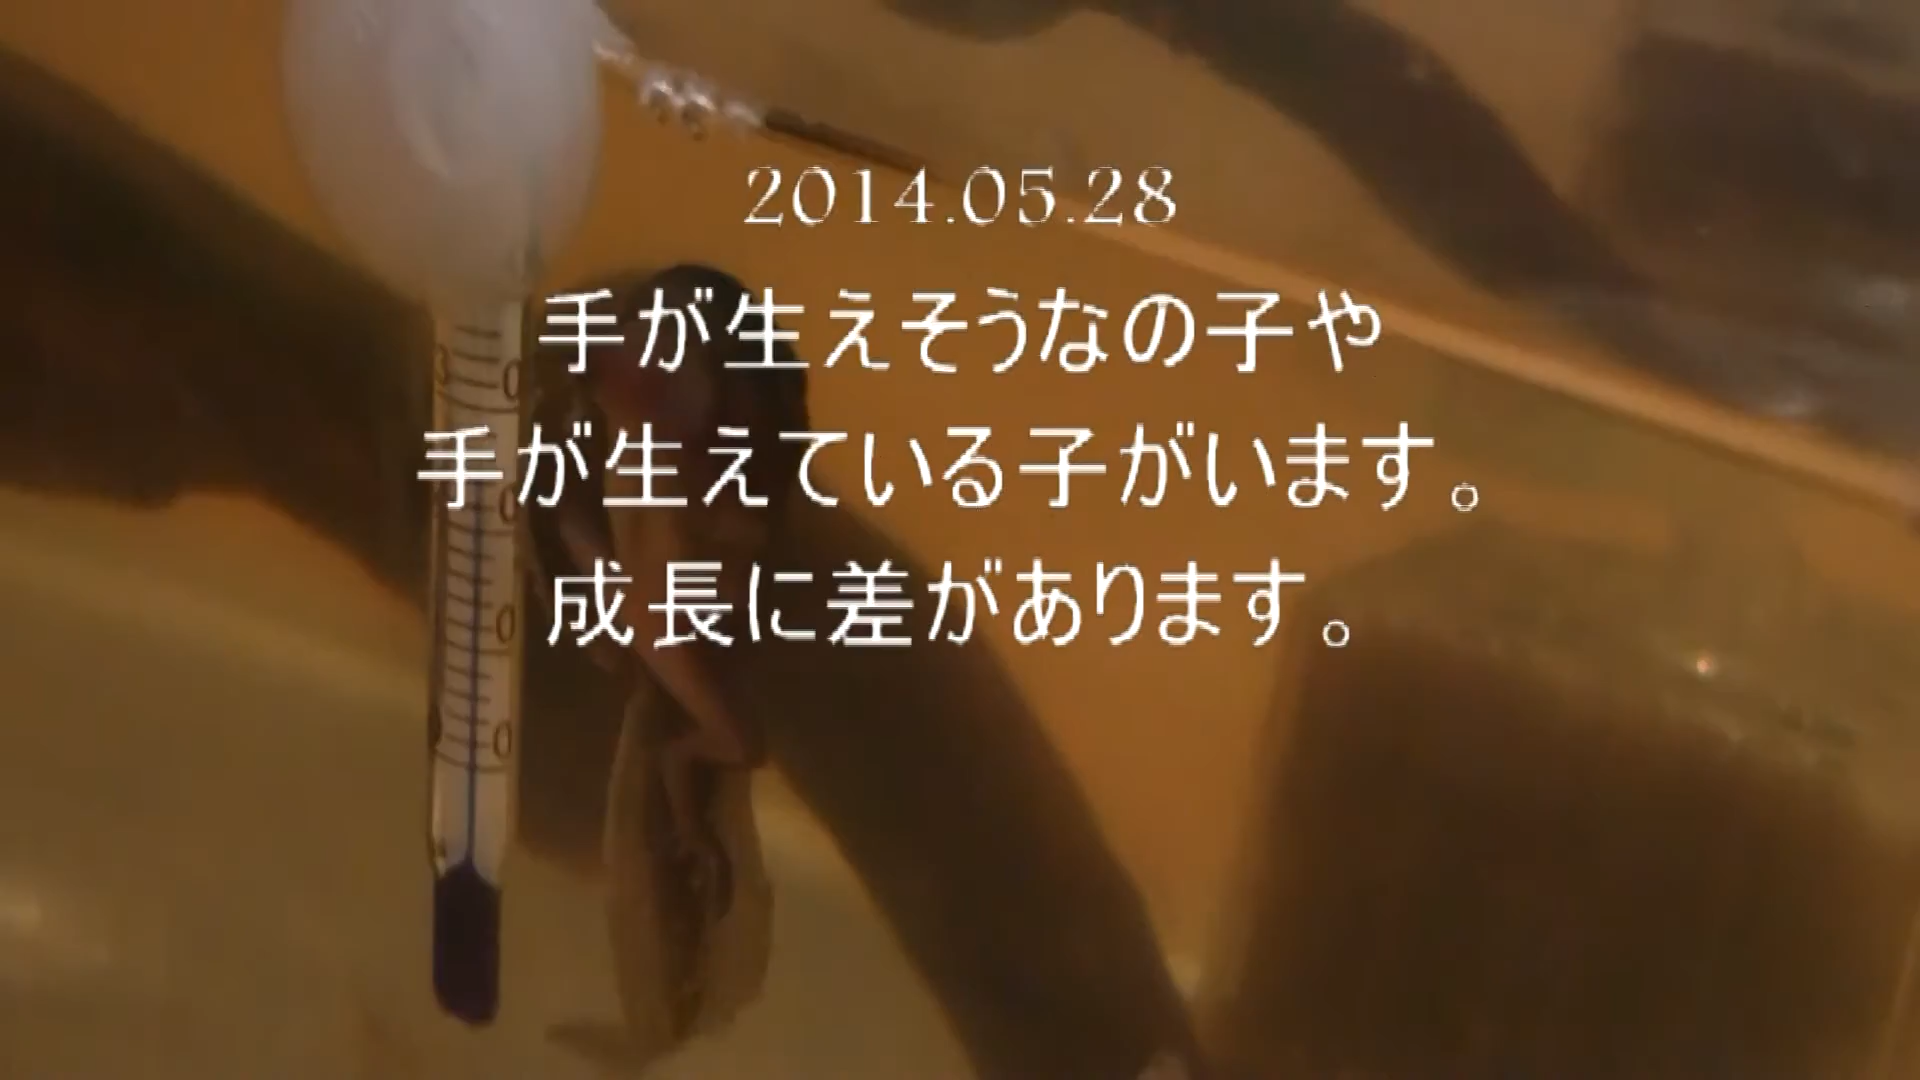 2014.05.28
手が生えそうなの子や
手が生えている子がいます。
成長に差があります。